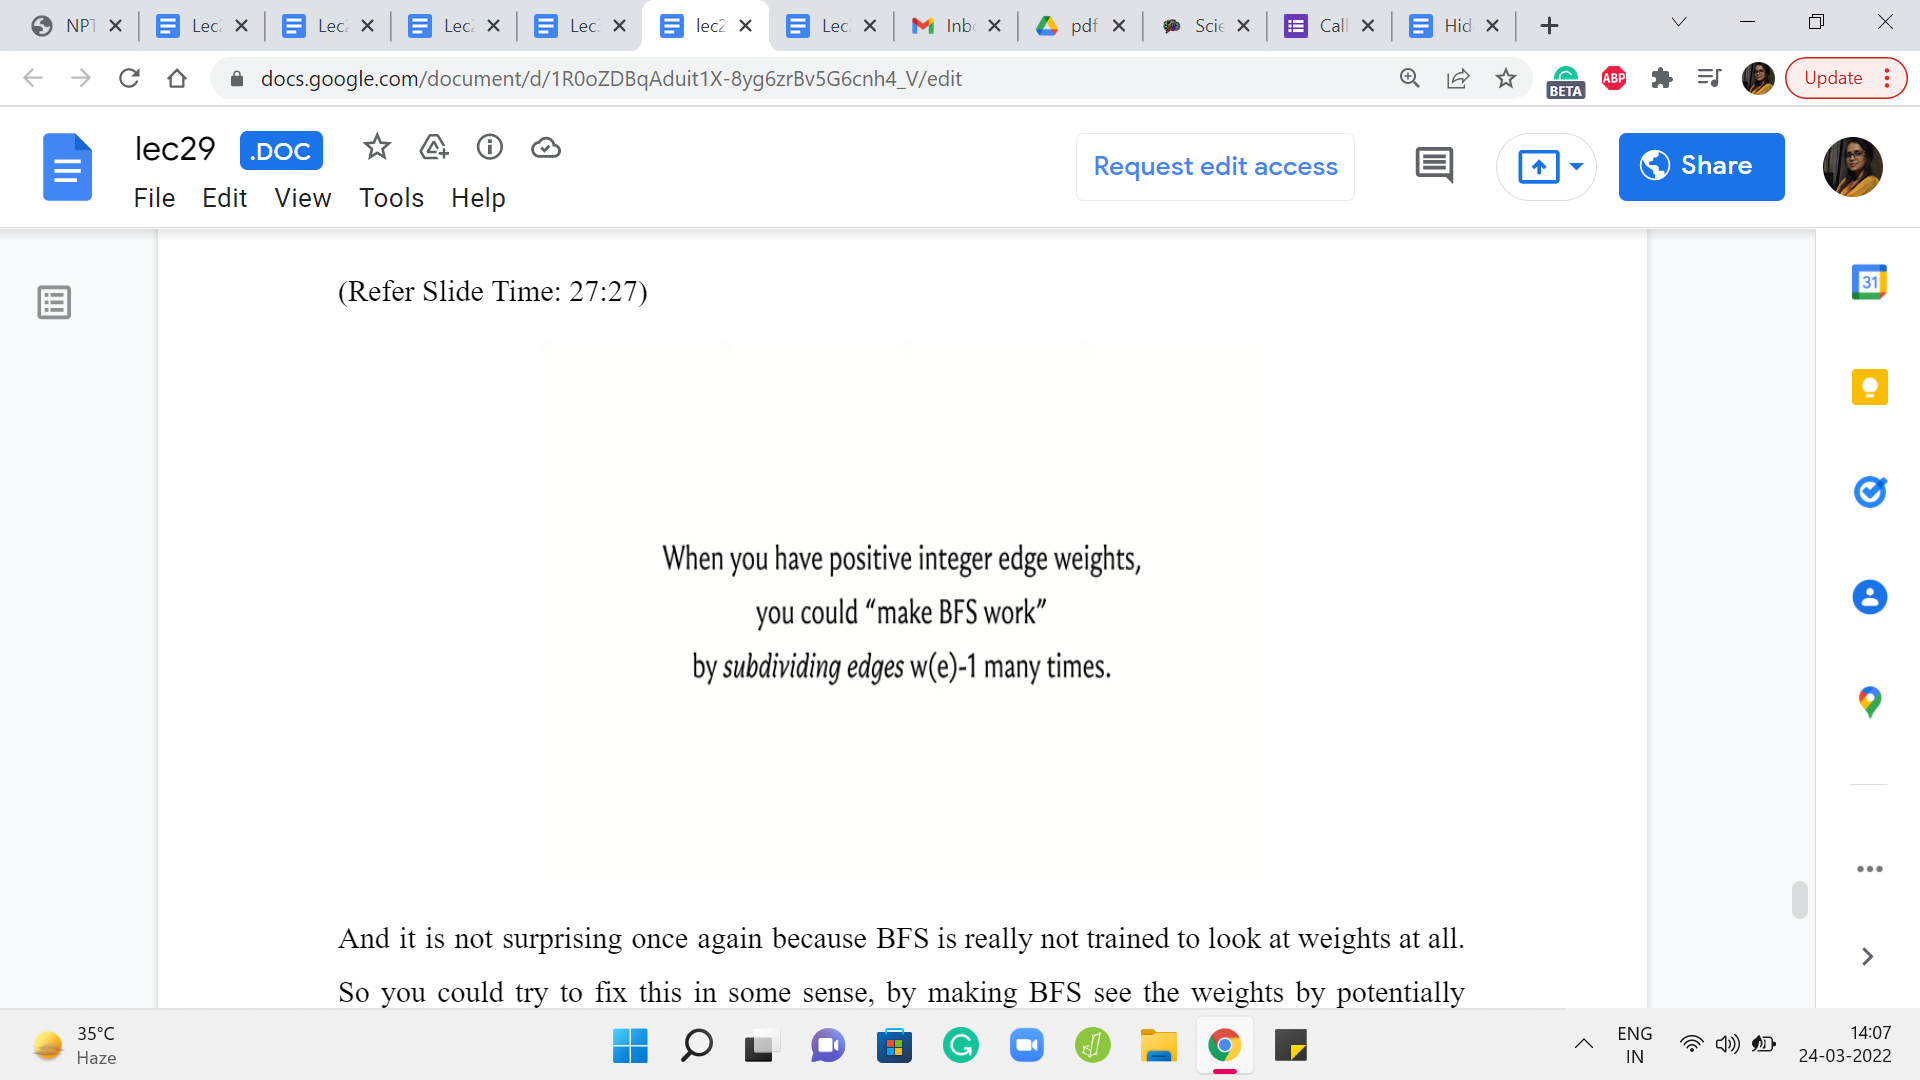 NPT
Lec2
Lec2
Lec2
Lec3
lec2
Lec
Inbo
pdf
Scie
Call
Hid
docs.google.com/document/d/1R0oZDBqAduit1X-8yg6zrBv5G6cnh4_V/edit
BETA
ABP
Update
lec29 .DOC
Request edit access
Share
File Edit View Tools Help
31
(Refer Slide Time: 27:27)
When you have positive integer edge weights,
you could “make BFS work”
by subdividing edges w(e)-1 many times.
And it is not surprising once again because BFS is really not trained to look at weights at all.
So you could try to fix this in some sense, by making BFS see the weights by potentially
35°C
Haze
ENG
IN
14:07
24-03-2022